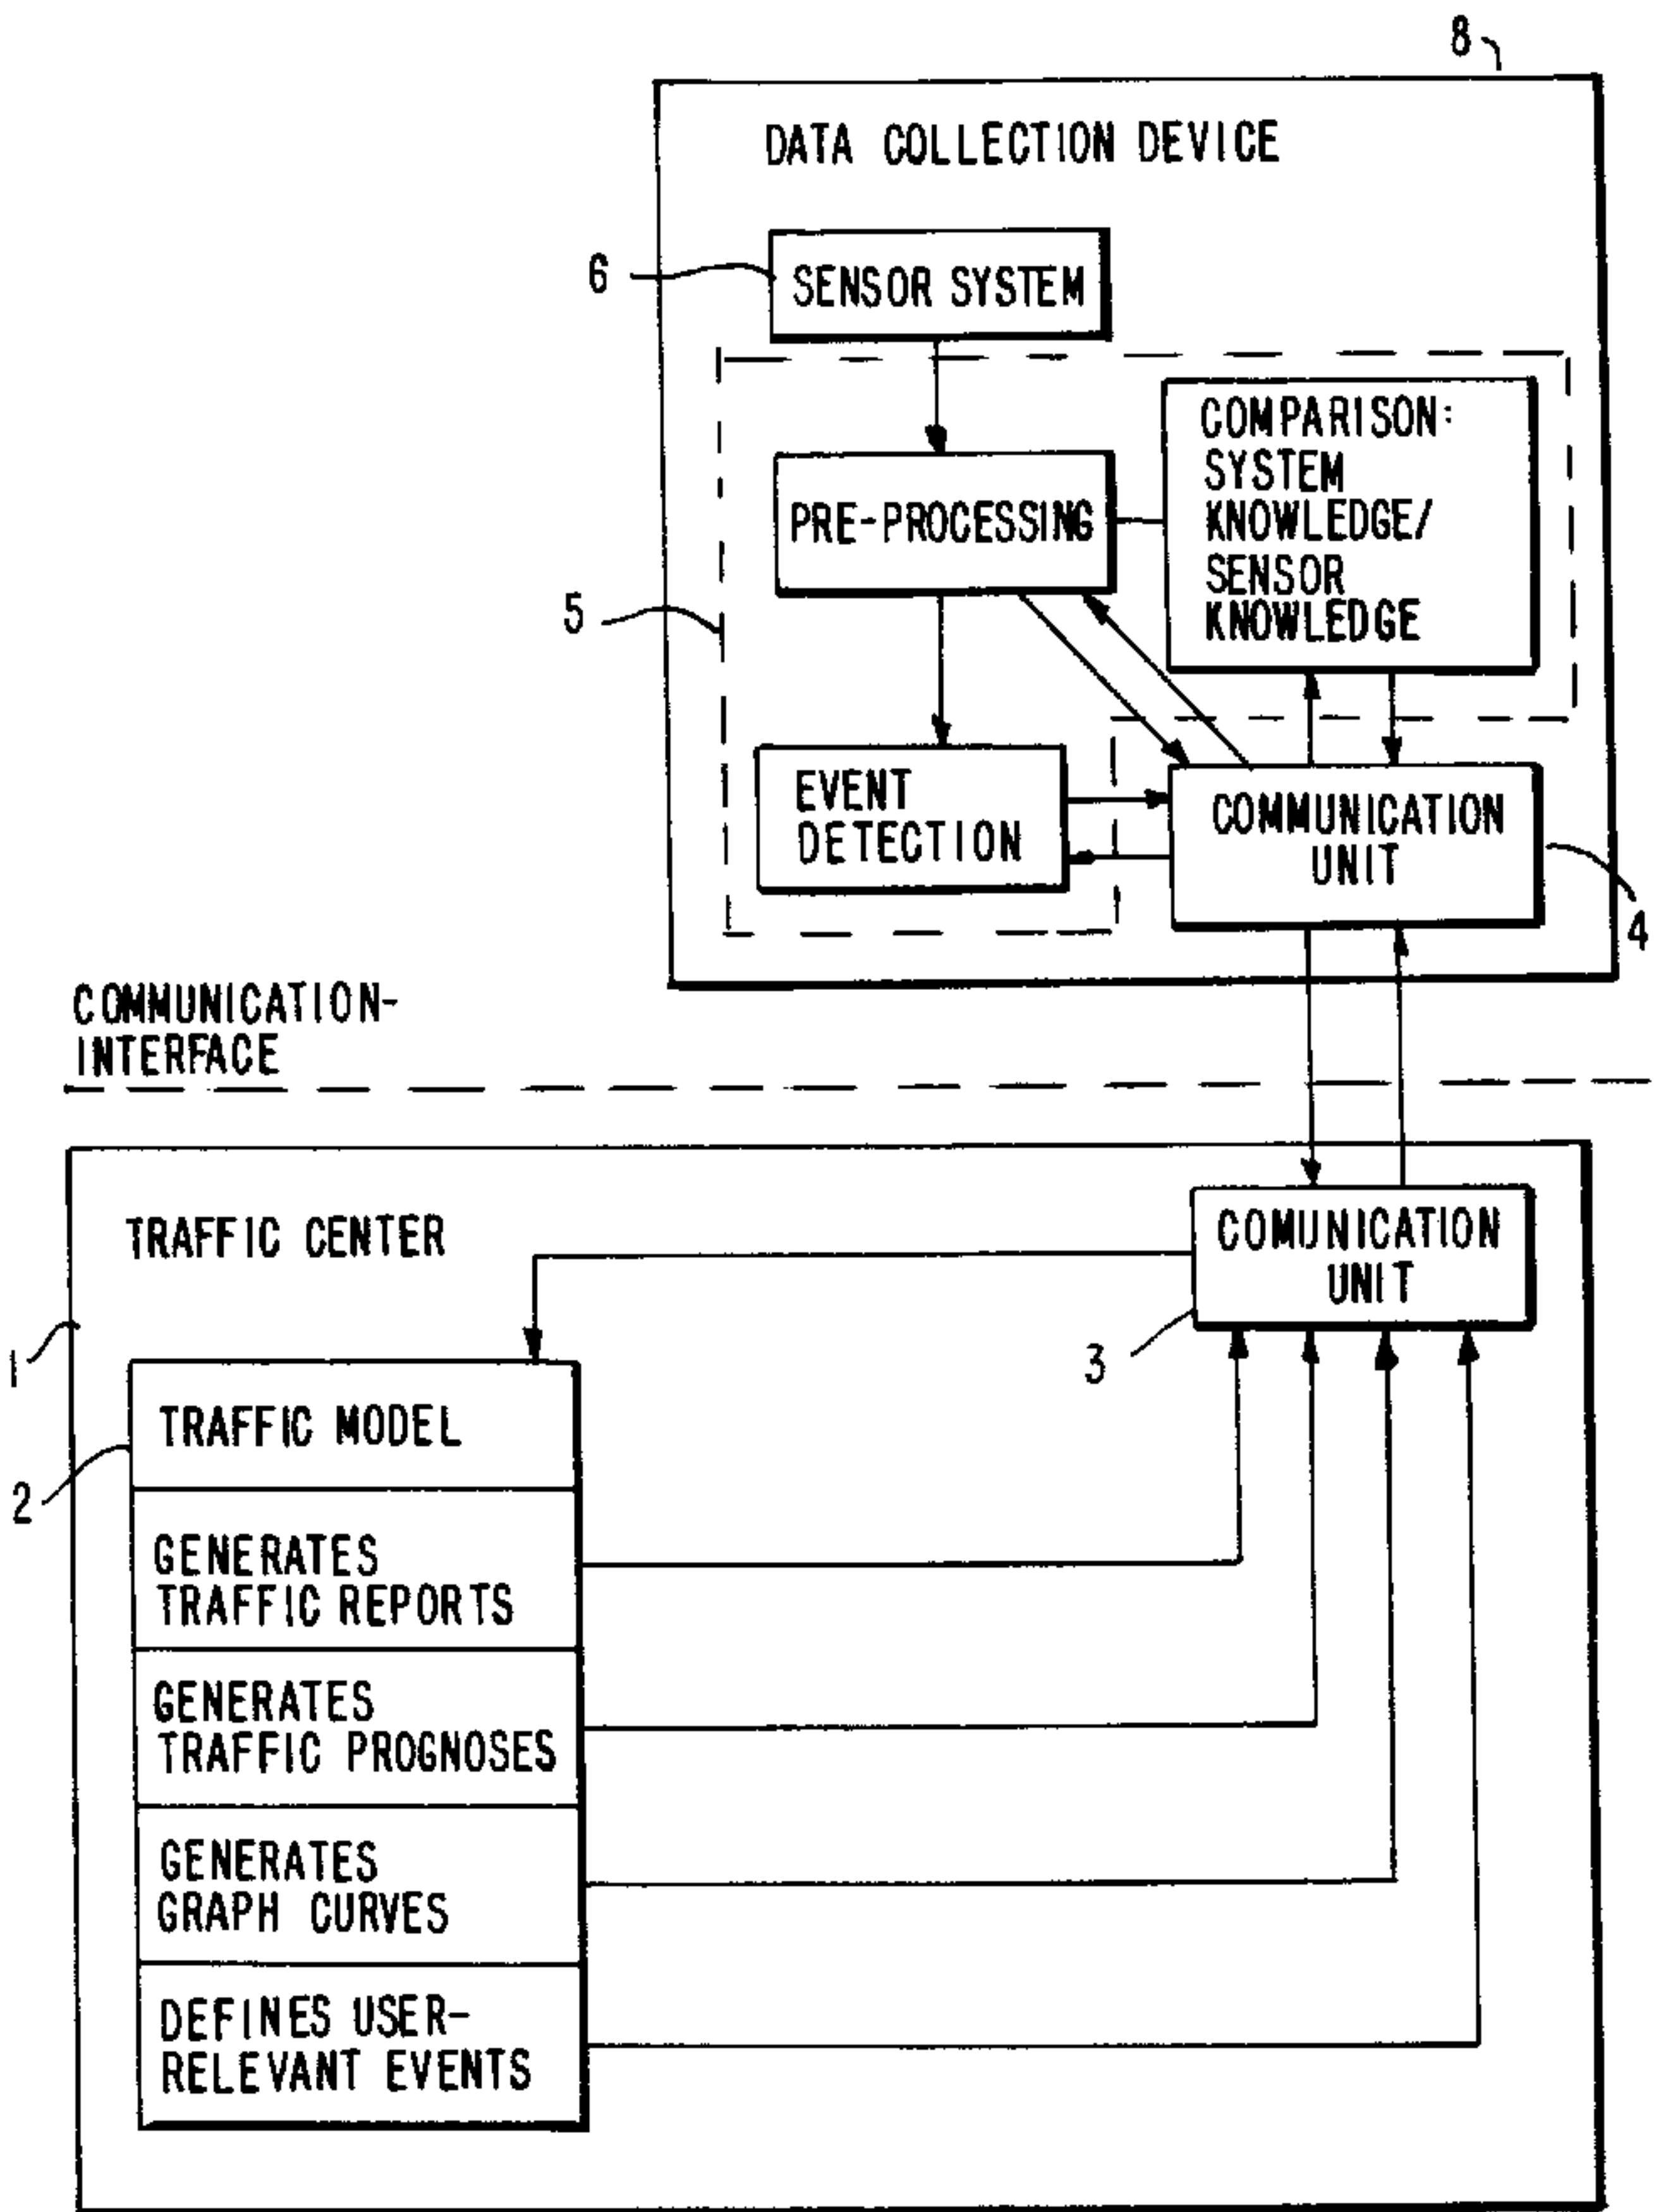 8
DATA COLLECTION DEVICE
6
SENSOR SYSTEM
COMPARISON:
SYSTEM
KNOWLEDGE/
SENSOR
KNOWLEDGE
PRE-PROCESSING
5
EVENT
DETECTION
COMMUNICATION
UNIT
4
COMMUNICATION-
INTERFACE
TRAFFIC CENTER
COMUNICATION
UNIT
1
3
TRAFFIC MODEL
2
GENERATES
TRAFFIC REPORTS
GENERATES
TRAFFIC PROGNOSES
GENERATES
GRAPH CURVES
DEFINES USER-
RELEVANT EVENTS